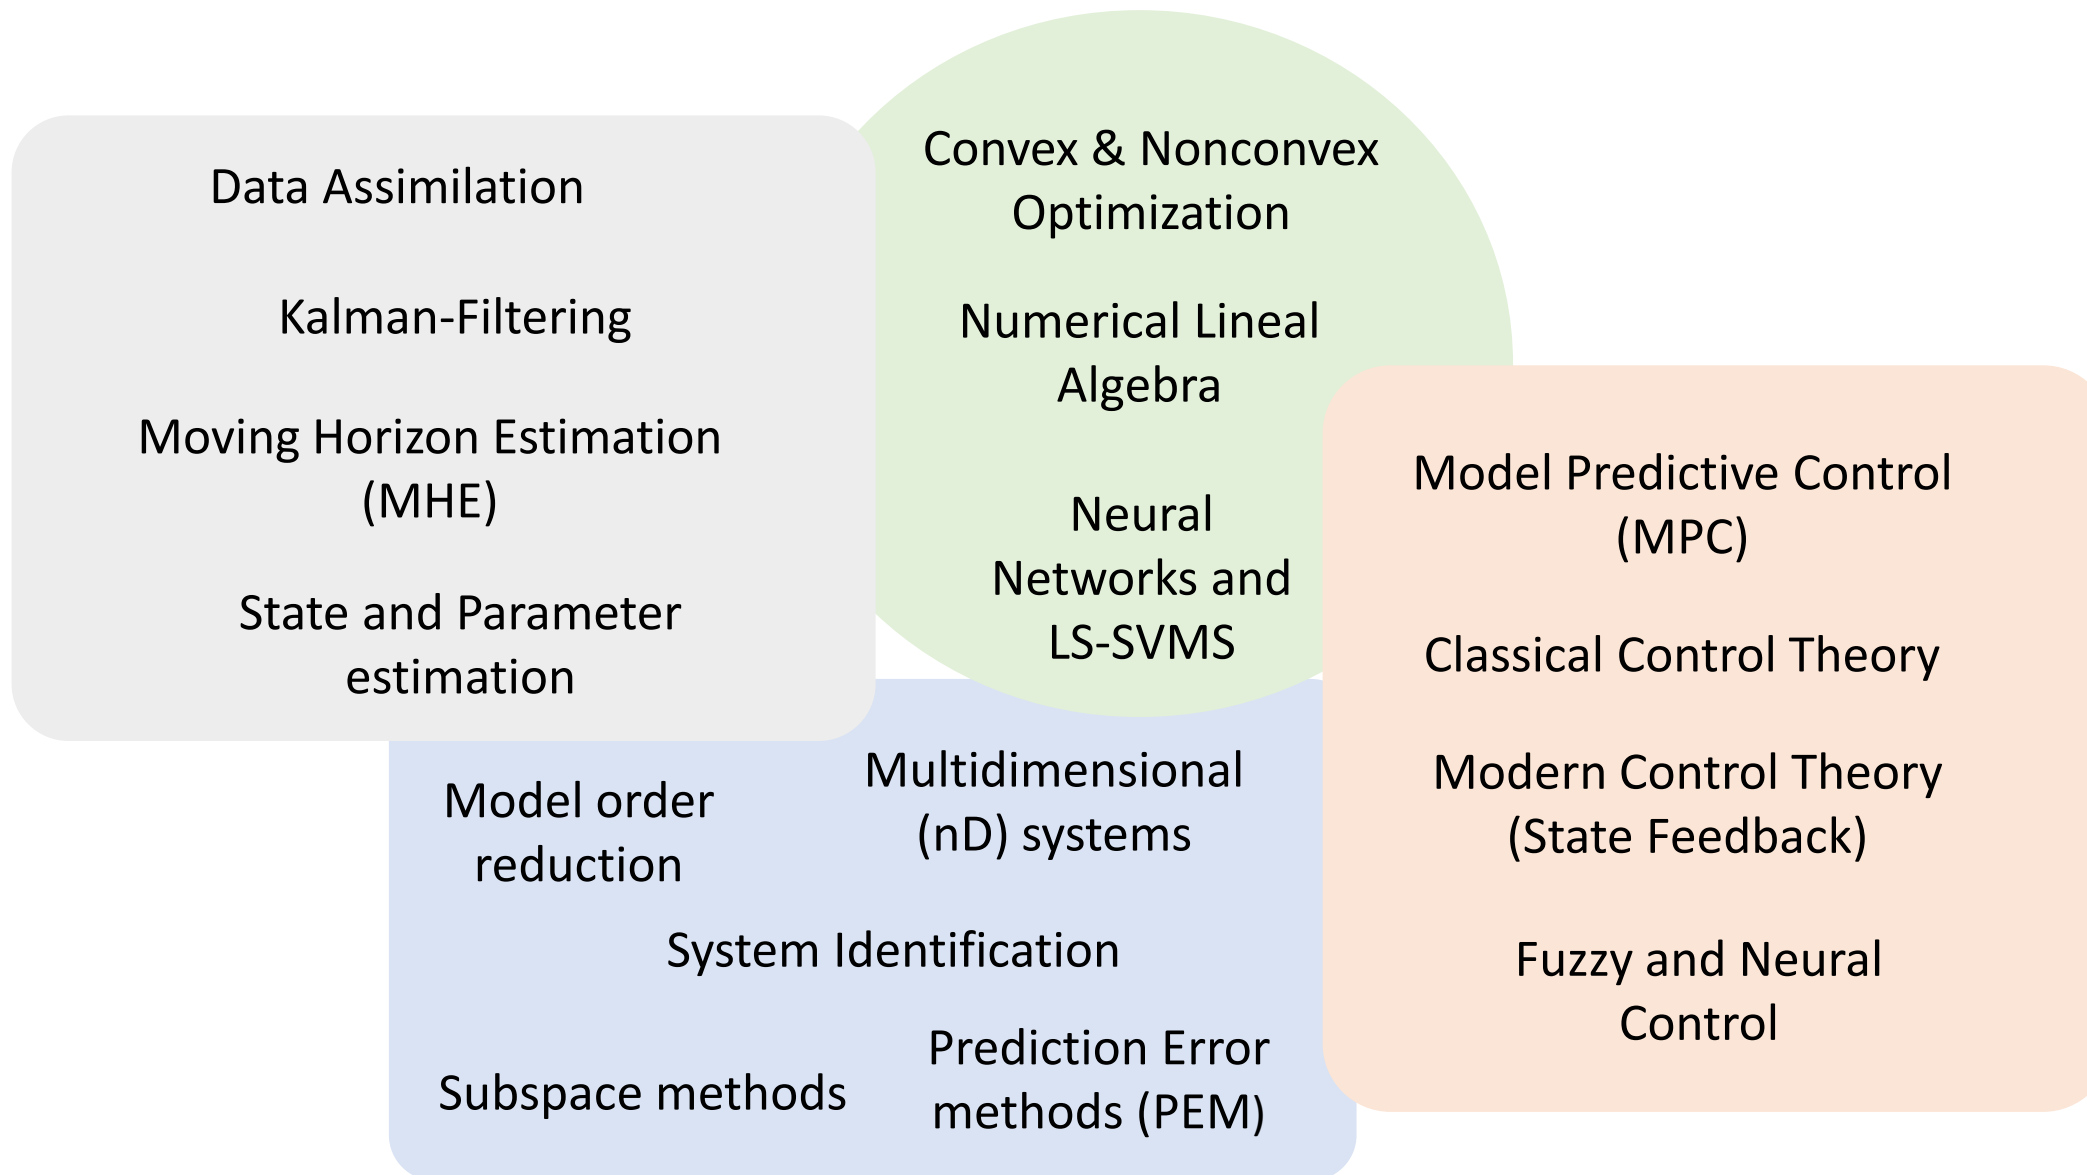 Data Assimilation
Kalman-Filtering
Moving Horizon Estimation
(MHE)
State and Parameter
estimation
Convex & Nonconvex
Optimization
Numerical Lineal
Algebra
Neural
Networks and
LS-SVMS
Model Predictive Control
(MPC)
Classical Control Theory
Modern Control Theory
(State Feedback)
Fuzzy and Neural
Control
Model order
reduction
Multidimensional
(nD) systems
System Identification
Subspace methods
Prediction Error
methods (PEM)